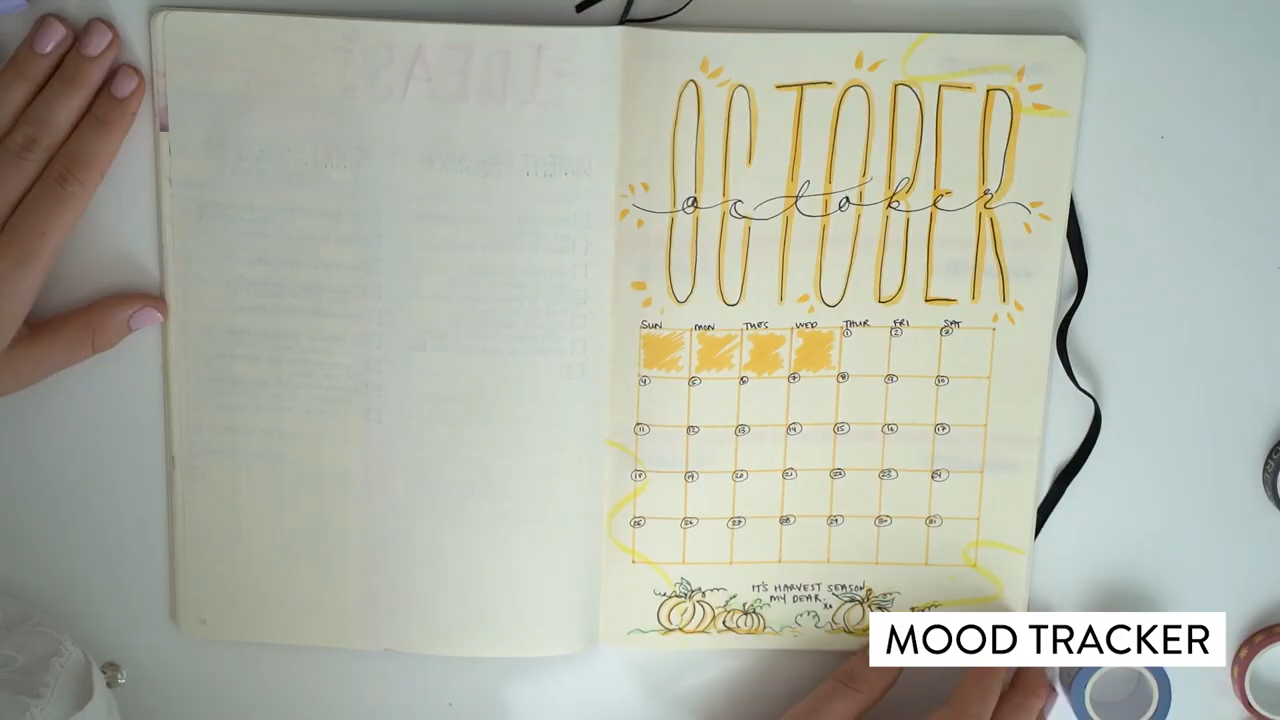 IDEAS
OCTOBER
october
SUN MON TUES WED THUR FRI SAT
1 2 3
4 5 6 7 8 9 10
11 12 13 14 15 16 17
18 19 20 21 22 23 24
25 26 27 28 29 30 31
IT'S HARVEST SEASON
MY DEAR.
xo
MOOD TRACKER